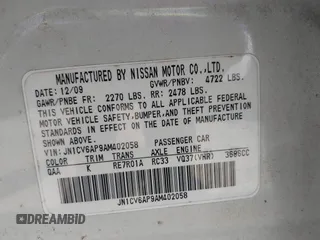 MANUFACTURED BY NISSAN MOTOR CO.,LTD.
DATE: 12/09 GVWR/PNBV: 4722 LBS.
GAWR/PNBE FR: 2270 LBS. RR: 2478 LBS.
THIS VEHICLE CONFORMS TO ALL APPLICABLE FEDERAL
MOTOR VEHICLE SAFETY, BUMPER, AND THEFT PREVENTION
STANDARDS IN EFFECT ON THE DATE OF MANUFACTURE
SHOWN ABOVE.
VIN: JN1CV6AP9AM402058 PASSENGER CAR
COLOR TRIM TRANS AXLE ENGINE
QAA K RE7R01A RC33 VQ37(VHR) 3696CC
JN1CV6AP9AM402058
DREAMBID